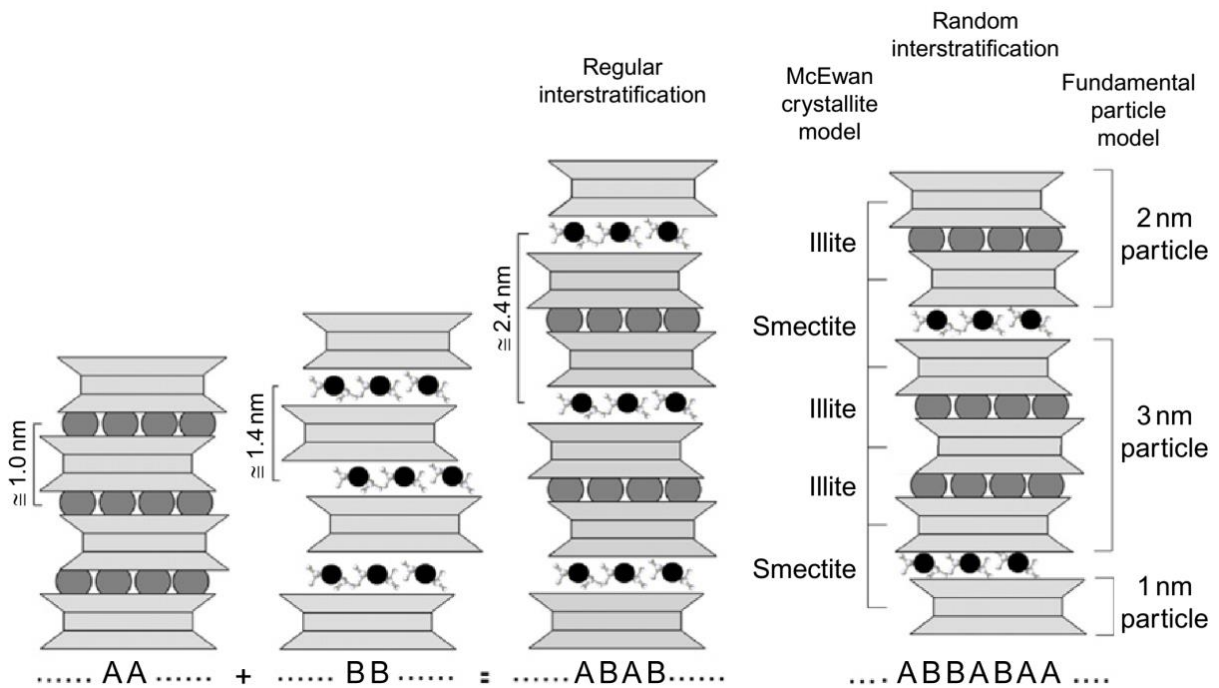 Regular
interstratification
Random
interstratification
McEwan
crystallite
model
Fundamental
particle
model
≅ 1.0 nm
≅ 1.4 nm
≅ 2.4 nm
Illite
Smectite
Illite
Illite
Smectite
2 nm
particle
3 nm
particle
1 nm
particle
...... AA ...... + ...... BB ...... = ...... ABAB...... .... ABBABAA ....